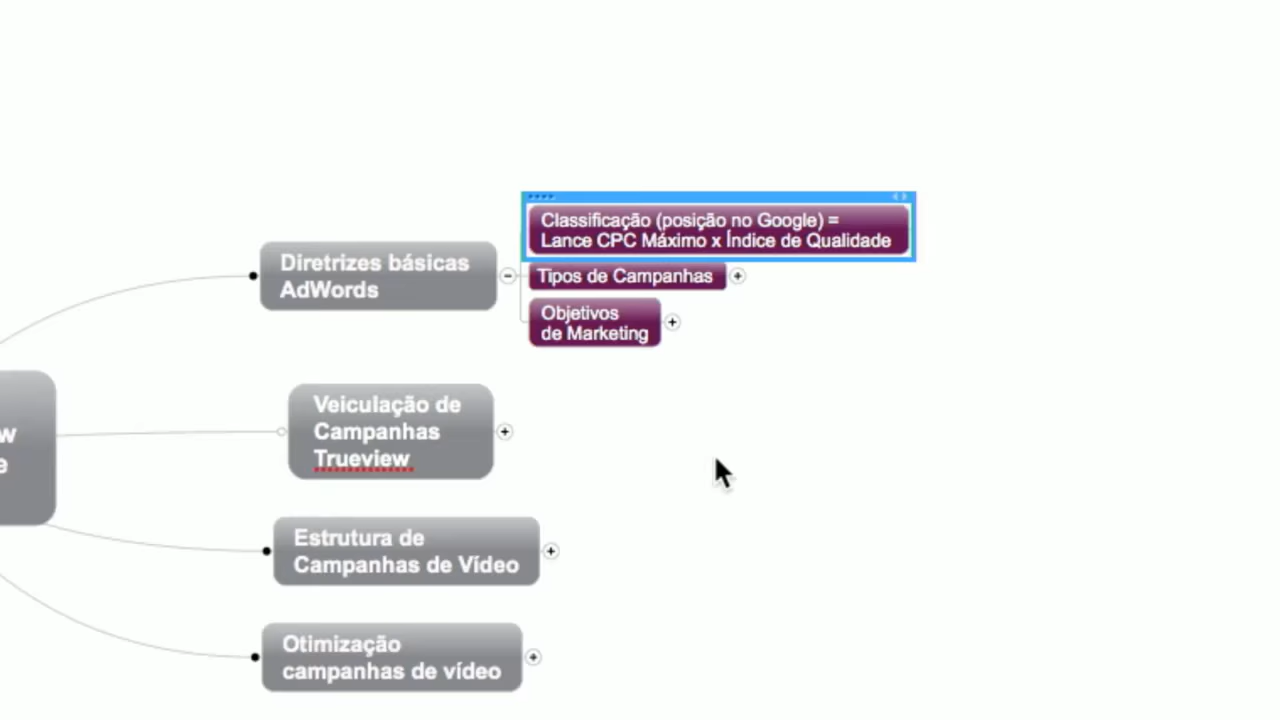 Classificação (posição no Google) =
Lance CPC Máximo x Índice de Qualidade
Diretrizes básicas
AdWords
Tipos de Campanhas
Objetivos
de Marketing
Veiculação de
Campanhas
Trueview
Estrutura de
Campanhas de Vídeo
Otimização
campanhas de vídeo